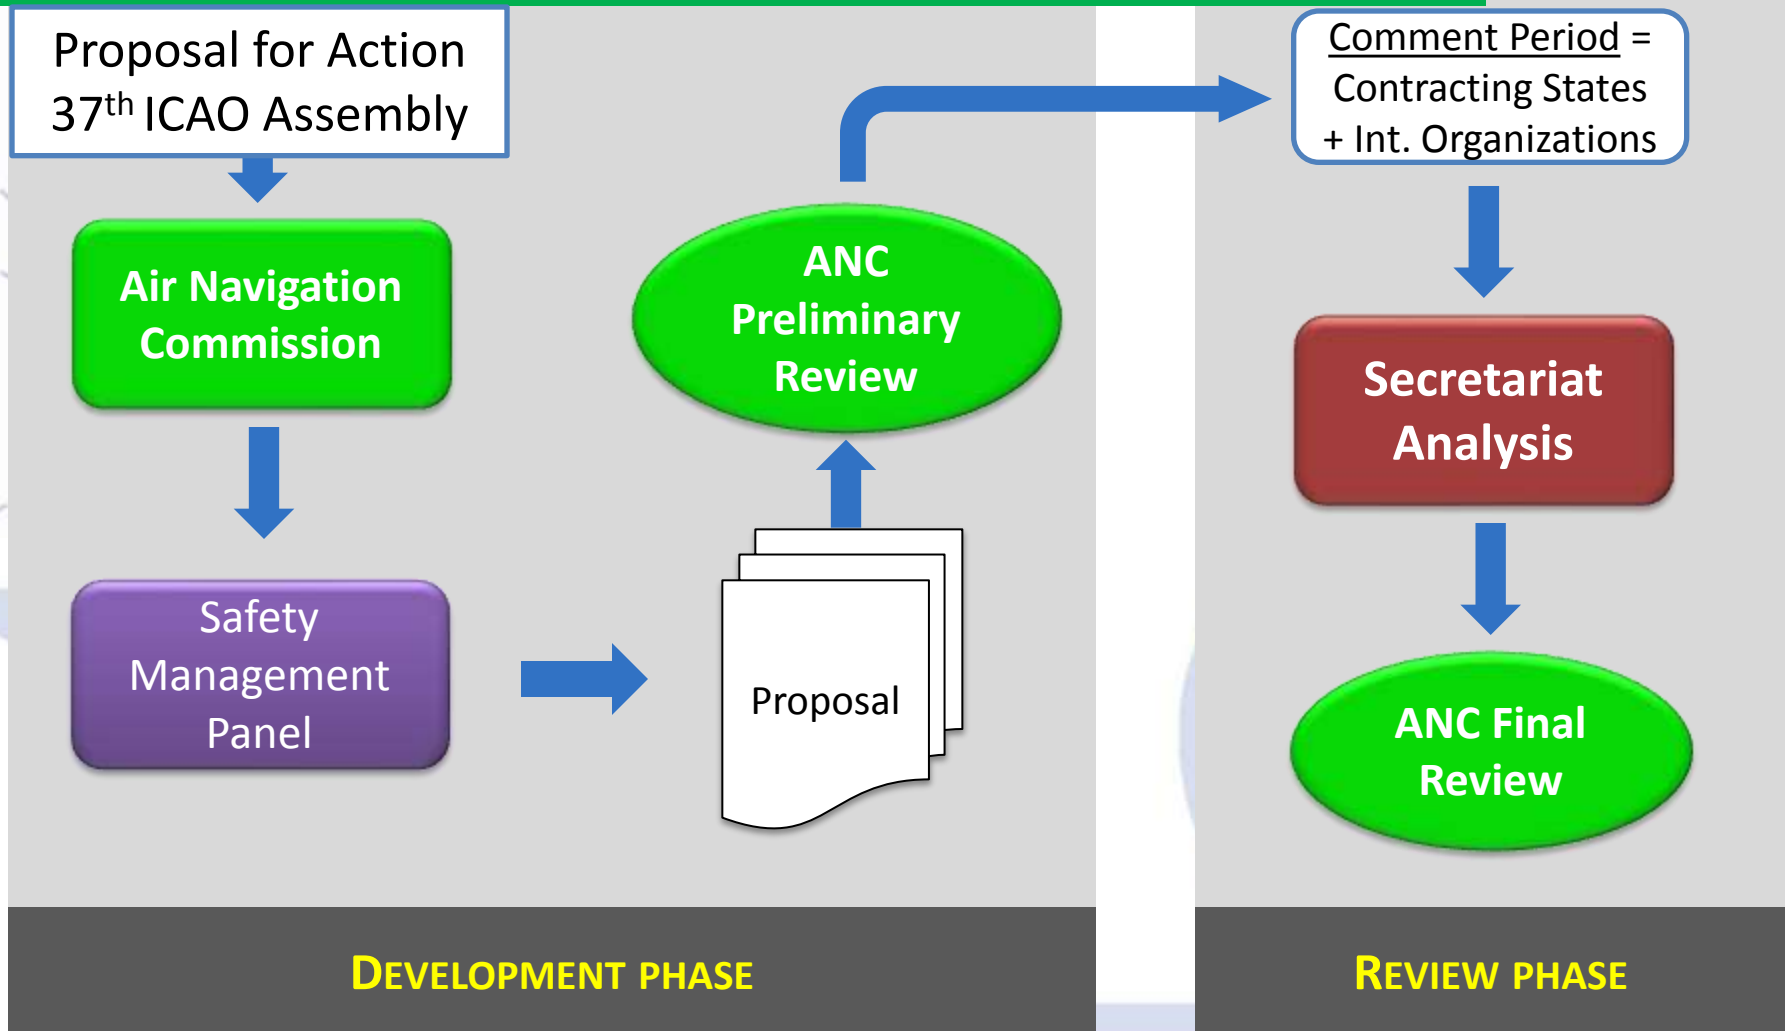 Proposal for Action
37th ICAO Assembly
Air Navigation
Commission
Safety
Management
Panel
Proposal
ANC
Preliminary
Review
DEVELOPMENT PHASE
Comment Period =
Contracting States
+ Int. Organizations
Secretariat
Analysis
ANC Final
Review
REVIEW PHASE